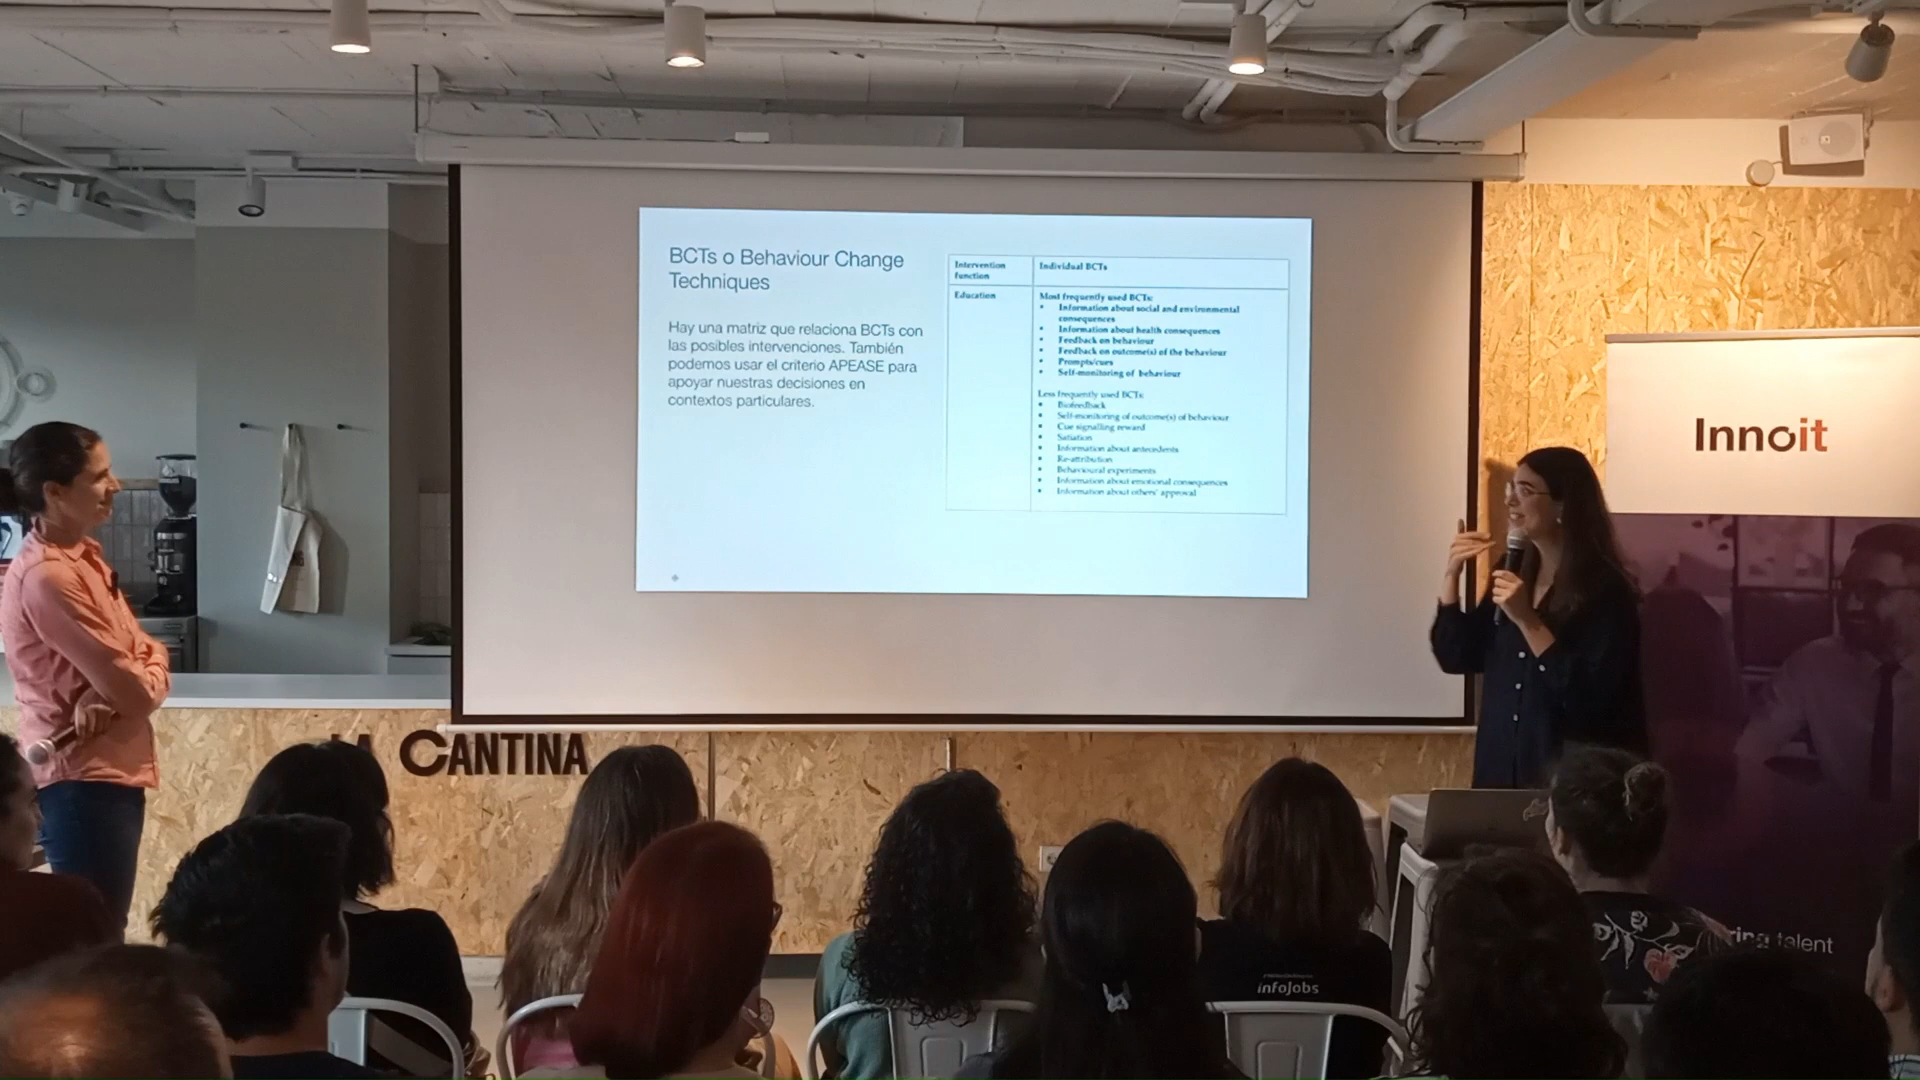 BCTs o Behaviour Change
Techniques
Hay una matriz que relaciona BCTs con
las posibles intervenciones. También
podemos usar el criterio APEASE para
apoyar nuestras decisiones en
contextos particulares.
Intervention
function
Individual BCTs
Education
Most frequently used BCTs:
• Information about social and environmental
consequences
• Information about health consequences
• Feedback on behaviour
• Feedback on outcome(s) of the behaviour
• Prompts/cues
• Self-monitoring of behaviour
Less frequently used BCTs:
• Biofeedback
• Self-monitoring of outcome(s) of behaviour
• Cue signalling reward
• Satiation
• Information about antecedents
• Re-attribution
• Behavioural experiments
• Information about emotional consequences
• Information about others' approval
Innoit
LA CANTINA
talent
infoJobs